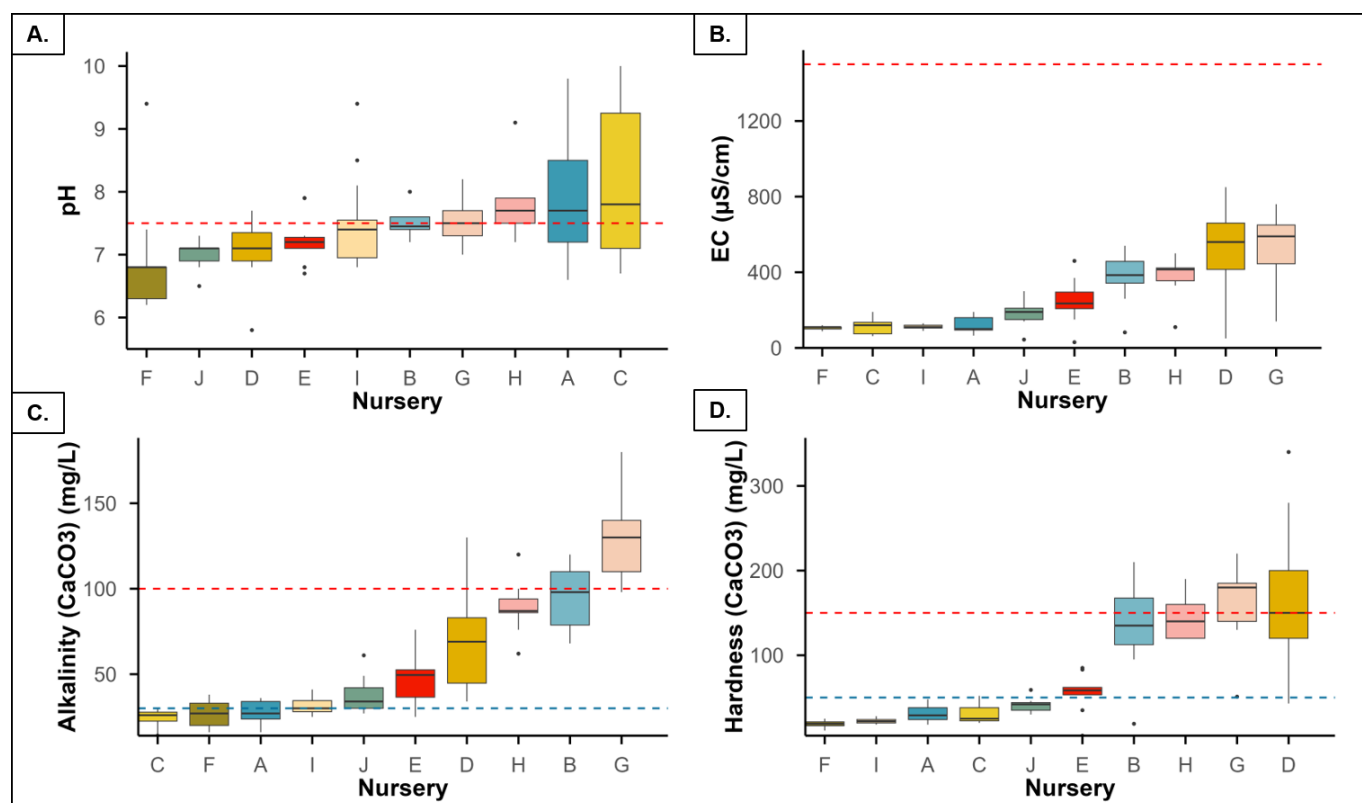 A.
pH
10
9
8
7
6
F J D E I B G H A C
Nursery
B.
EC (µS/cm)
1200
800
400
0
F C I A J E B H D G
Nursery
C.
Alkalinity (CaCO3) (mg/L)
150
100
50
C F A I J E D H B G
Nursery
D.
Hardness (CaCO3) (mg/L)
300
200
100
F I A C J E B H G D
Nursery